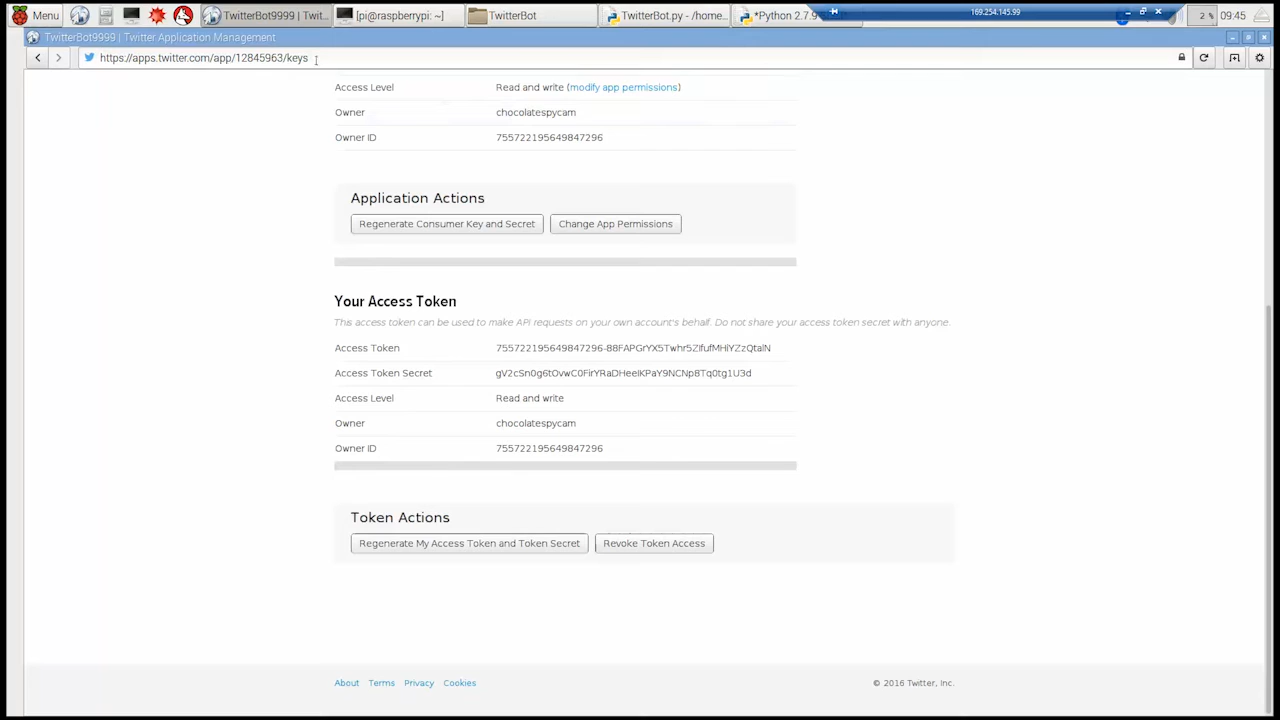 Menu
TwitterBot9999 | Twit...
[pi@raspberrypi: ~]
TwitterBot
TwitterBot.py - /home...
*Python 2.7.9
169.254.145.99
2 %
09:45
TwitterBot9999 | Twitter Application Management
https://apps.twitter.com/app/12845963/keys
Access Level Read and write (modify app permissions)
Owner chocolatespycam
Owner ID 755722195649847296
Application Actions
Regenerate Consumer Key and Secret Change App Permissions
Your Access Token
This access token can be used to make API requests on your own account's behalf. Do not share your access token secret with anyone.
Access Token
Access Token Secret
Access Level Read and write
Owner chocolatespycam
Owner ID 755722195649847296
Token Actions
Regenerate My Access Token and Token Secret Revoke Token Access
About Terms Privacy Cookies
© 2016 Twitter, Inc.